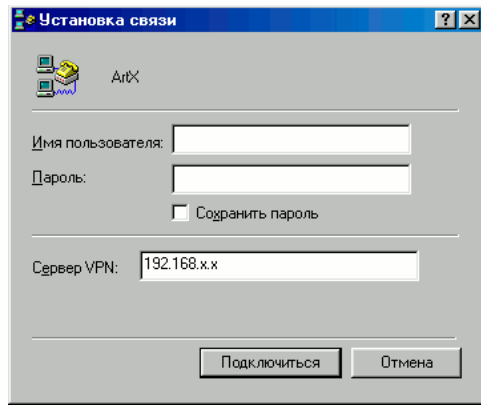 Установка связи
ArtX
Имя пользователя:
Пароль:
Сохранить пароль
Сервер VPN: 192.168.x.x
Подключиться Отмена